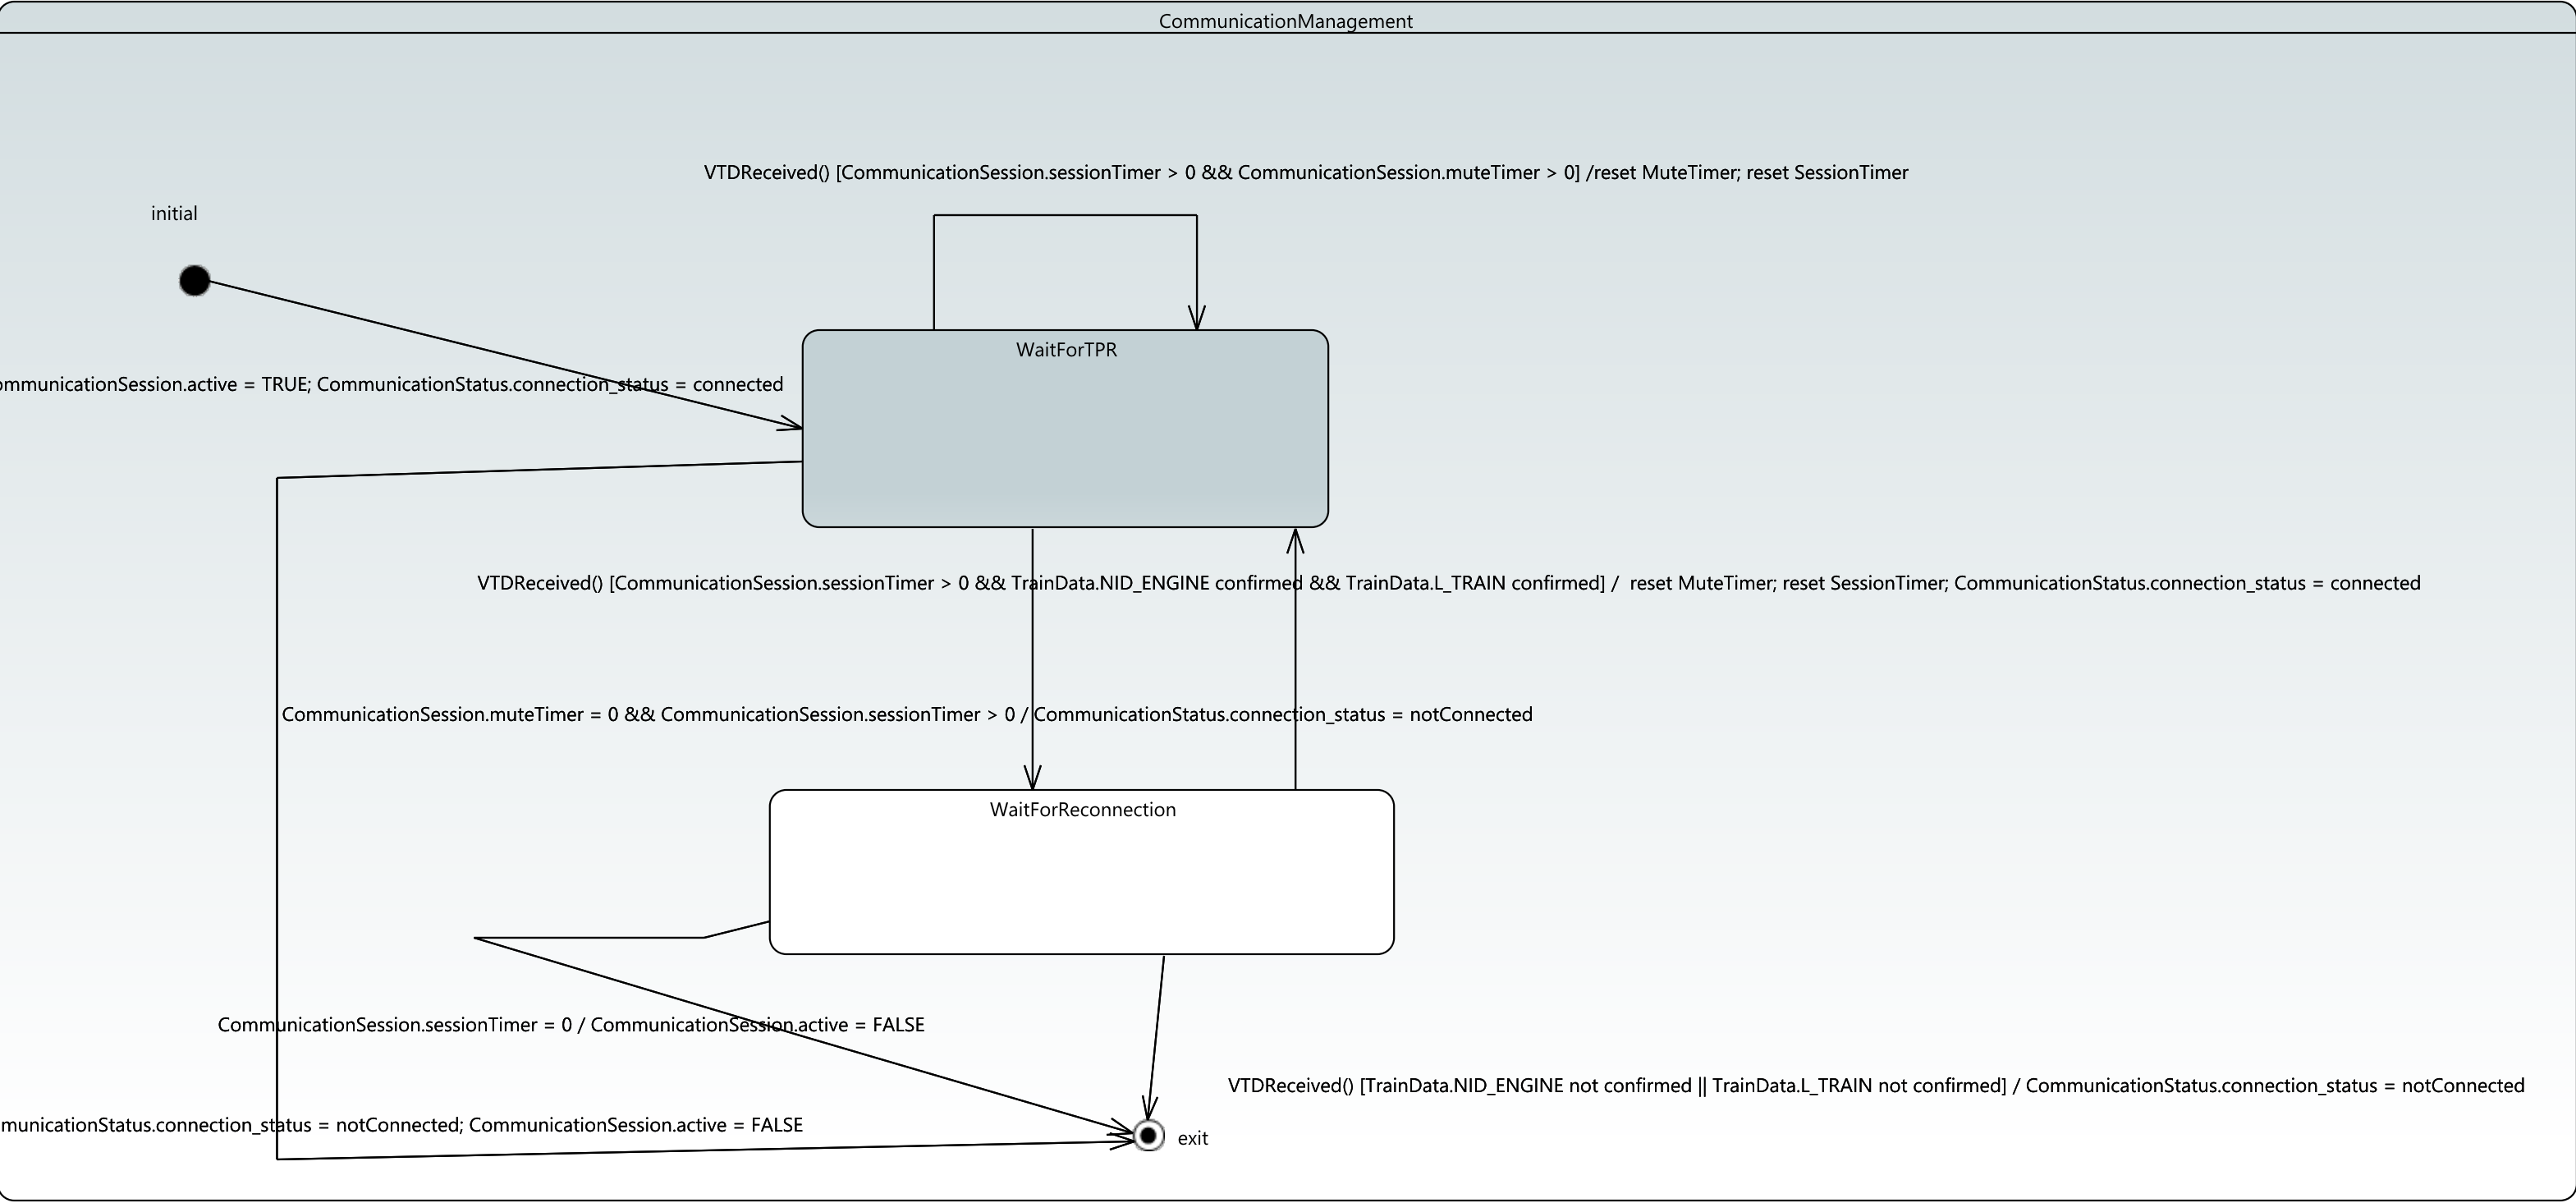 CommunicationManagement
VTDReceived() [CommunicationSession.sessionTimer > 0 && CommunicationSession.muteTimer > 0] /reset MuteTimer; reset SessionTimer
initial
WaitForTPR
ommunicationSession.active = TRUE; CommunicationStatus.connection_status = connected
VTDReceived() [CommunicationSession.sessionTimer > 0 && TrainData.NID_ENGINE confirmed && TrainData.L_TRAIN confirmed] /  reset MuteTimer; reset SessionTimer; CommunicationStatus.connection_status = connected
CommunicationSession.muteTimer = 0 && CommunicationSession.sessionTimer > 0 / CommunicationStatus.connection_status = notConnected
WaitForReconnection
CommunicationSession.sessionTimer = 0 / CommunicationSession.active = FALSE
VTDReceived() [TrainData.NID_ENGINE not confirmed || TrainData.L_TRAIN not confirmed] / CommunicationStatus.connection_status = notConnected
municationStatus.connection_status = notConnected; CommunicationSession.active = FALSE
exit